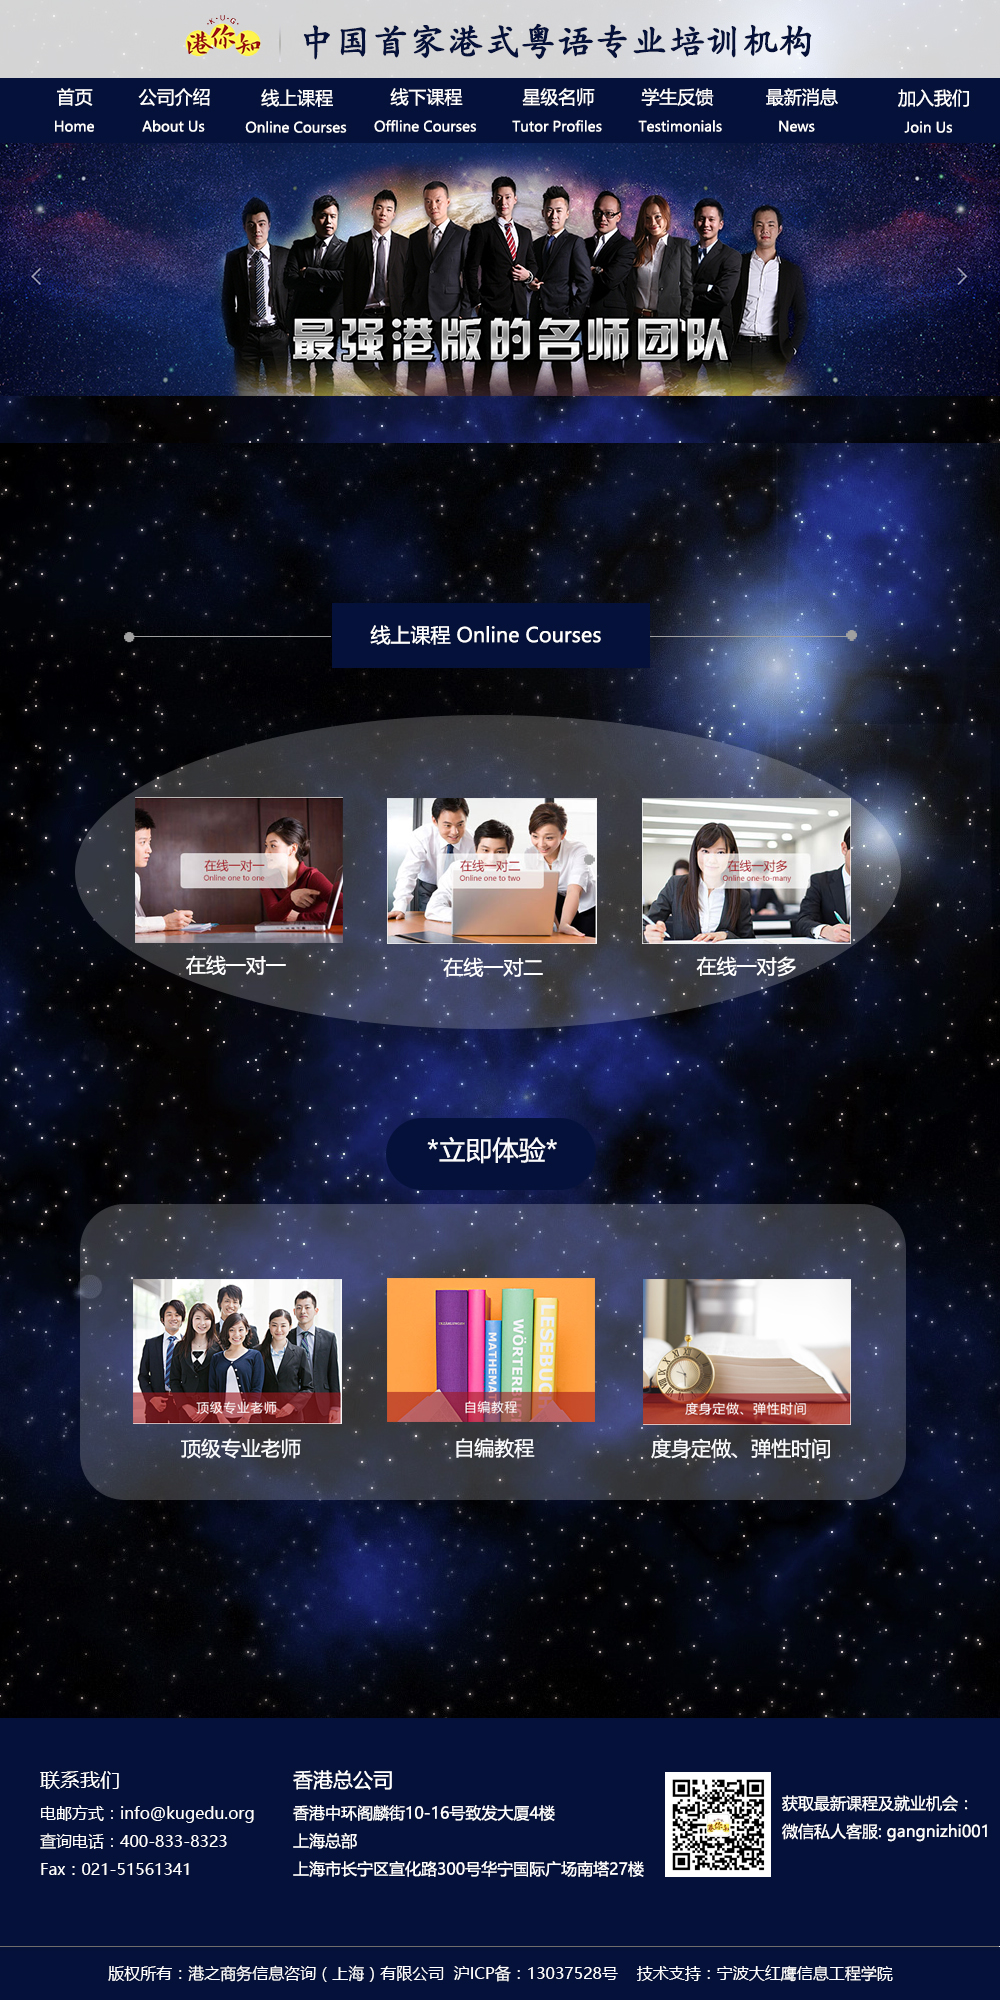 K·U·G
港你知
中国首家港式粤语专业培训机构
首页 公司介绍 线上课程 线下课程 星级名师 学生反馈 最新消息 加入我们
Home About Us Online Courses Offline Courses Tutor Profiles Testimonials News Join Us
最强港版的名师团队
线上课程 Online Courses
在线一对一
Online one to one
在线一对二
Online one to two
在线一对多
Online one-to-many
在线一对一 在线一对二 在线一对多
*立即体验*
MATHEMAT
WÖRTERBUC
LESEBUC
顶级专业老师 自编教程 度身定做、弹性时间
顶级专业老师 自编教程 度身定做、弹性时间
联系我们
电邮方式：info@kugedu.org
查询电话：400-833-8323
Fax：021-51561341
香港总公司
香港中环阁麟街10-16号致发大厦4楼
上海总部
上海市长宁区宣化路300号华宁国际广场南塔27楼
港你知
获取最新课程及就业机会：
微信私人客服: gangnizhi001
版权所有：港之商务信息咨询（上海）有限公司 沪ICP备：13037528号 技术支持：宁波大红鹰信息工程学院